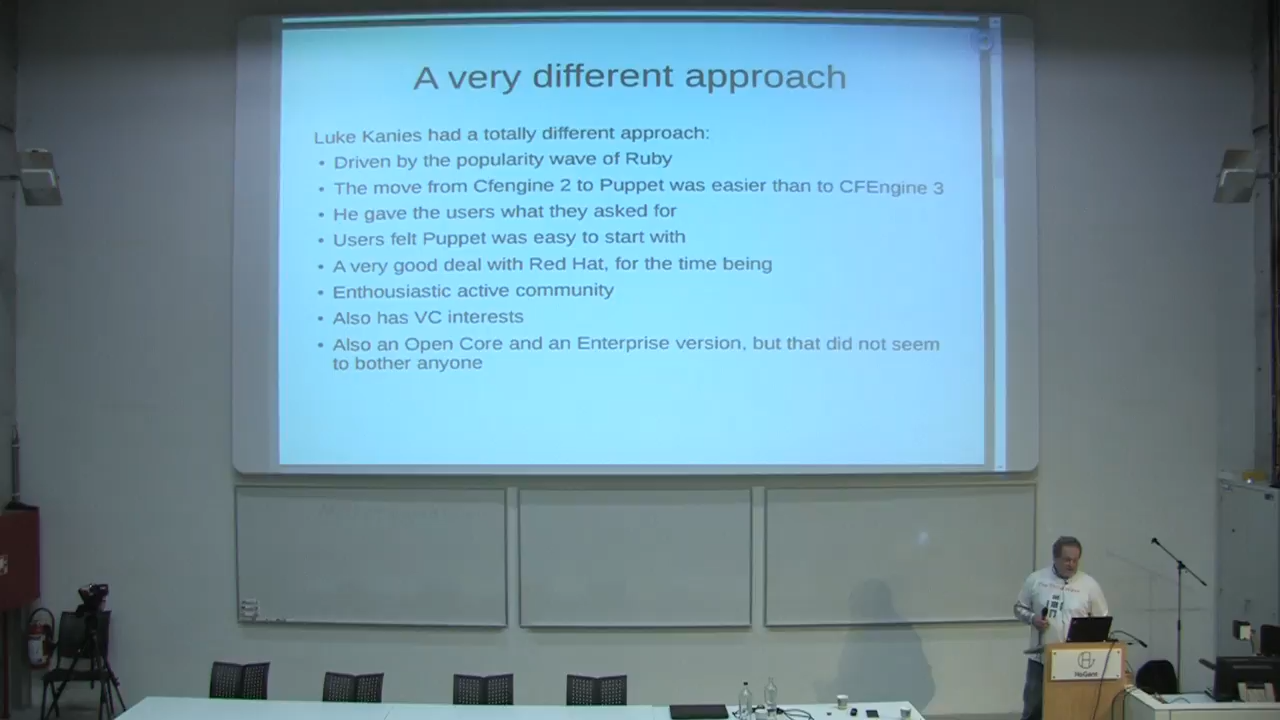 A very different approach
Luke Kanies had a totally different approach:
• Driven by the popularity wave of Ruby
• The move from Cfengine 2 to Puppet was easier than to CFEngine 3
• He gave the users what they asked for
• Users felt Puppet was easy to start with
• A very good deal with Red Hat, for the time being
• Enthousiastic active community
• Also has VC interests
• Also an Open Core and an Enterprise version, but that did not seem
to bother anyone
HoGent